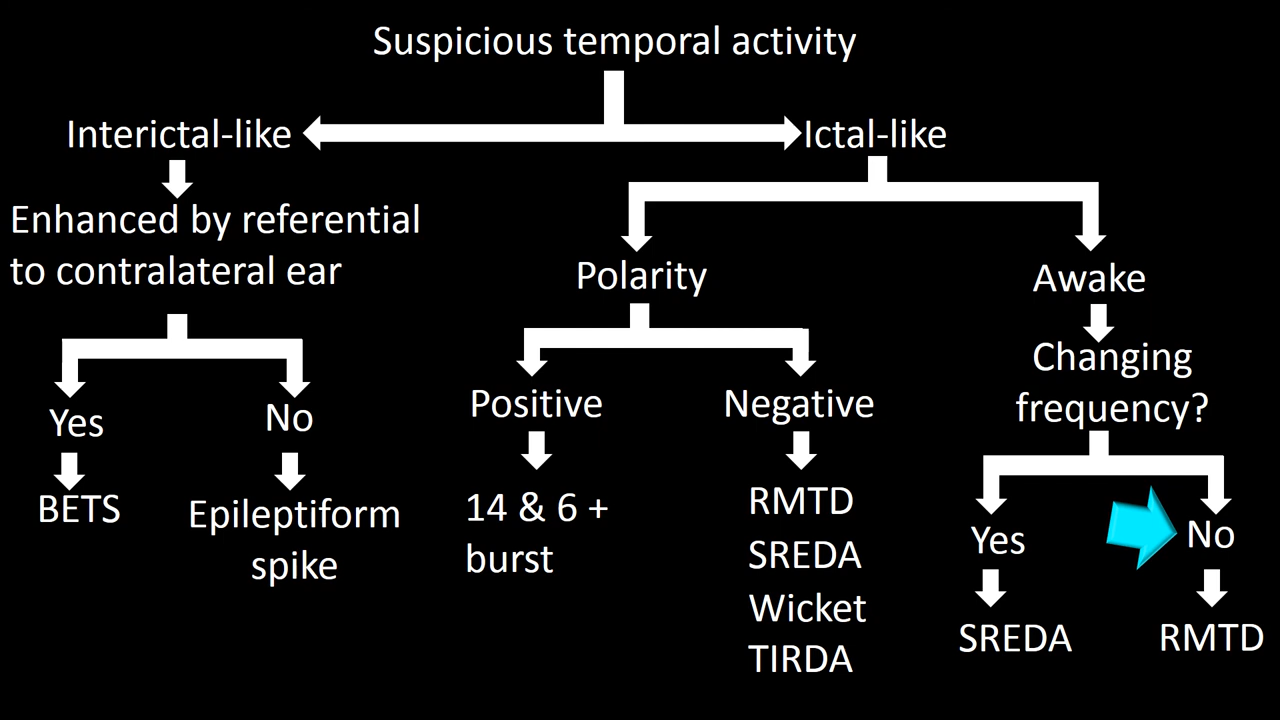 Suspicious temporal activity
Interictal-like
Ictal-like
Enhanced by referential
to contralateral ear
Polarity
Awake
Changing
frequency?
Yes
No
Positive
Negative
BETS
Epileptiform
spike
14 & 6 +
burst
RMTD
SREDA
Wicket
TIRDA
Yes
No
SREDA
RMTD